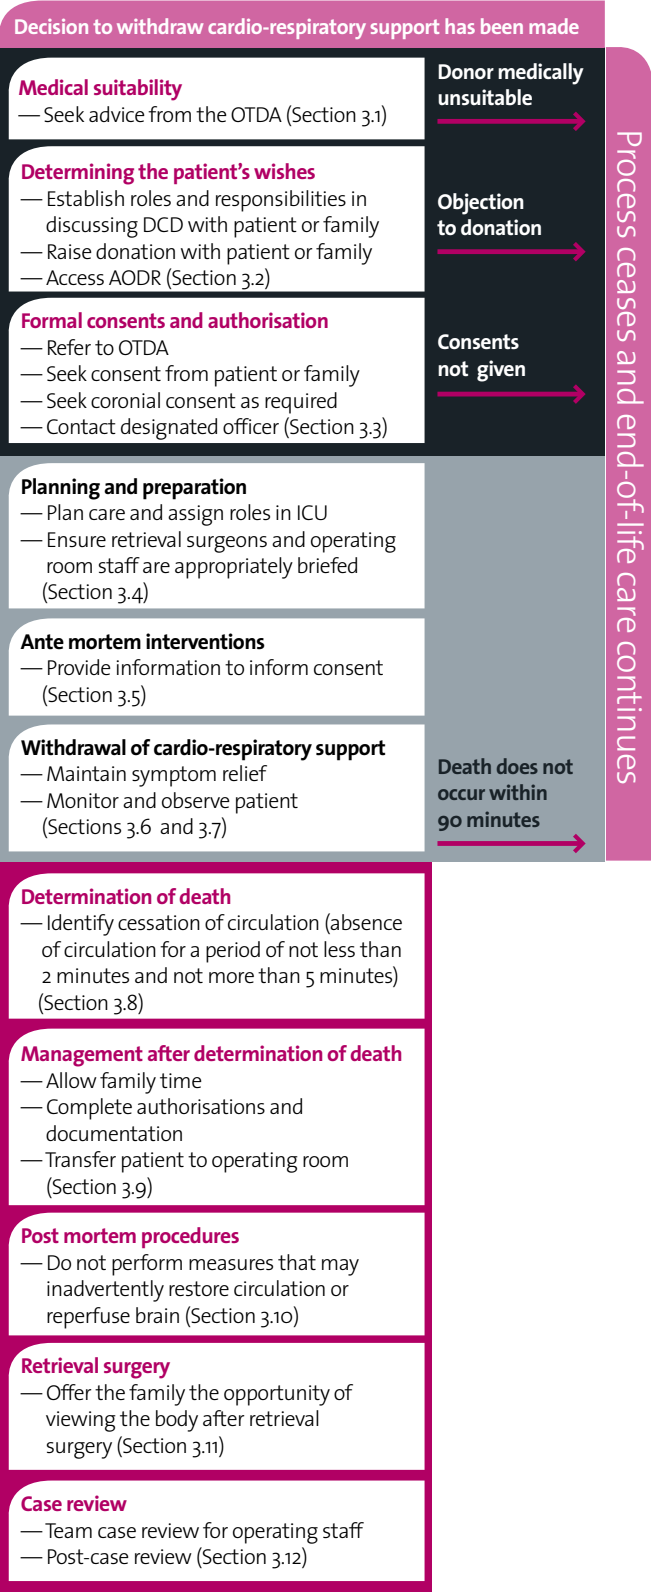 Decision to withdraw cardio-respiratory support has been made
Medical suitability
— Seek advice from the OTDA (Section 3.1)
Donor medically
unsuitable
Determining the patient’s wishes
— Establish roles and responsibilities in
discussing DCD with patient or family
— Raise donation with patient or family
— Access AODR (Section 3.2)
Objection
to donation
Formal consents and authorisation
— Refer to OTDA
— Seek consent from patient or family
— Seek coronial consent as required
— Contact designated officer (Section 3.3)
Consents
not given
Planning and preparation
— Plan care and assign roles in ICU
— Ensure retrieval surgeons and operating
room staff are appropriately briefed
(Section 3.4)
Ante mortem interventions
— Provide information to inform consent
(Section 3.5)
Withdrawal of cardio-respiratory support
— Maintain symptom relief
— Monitor and observe patient
(Sections 3.6 and 3.7)
Death does not
occur within
90 minutes
Process ceases and end-of-life care continues
Determination of death
— Identify cessation of circulation (absence
of circulation for a period of not less than
2 minutes and not more than 5 minutes)
(Section 3.8)
Management after determination of death
— Allow family time
— Complete authorisations and
documentation
— Transfer patient to operating room
(Section 3.9)
Post mortem procedures
— Do not perform measures that may
inadvertently restore circulation or
reperfuse brain (Section 3.10)
Retrieval surgery
— Offer the family the opportunity of
viewing the body after retrieval
surgery (Section 3.11)
Case review
— Team case review for operating staff
— Post-case review (Section 3.12)